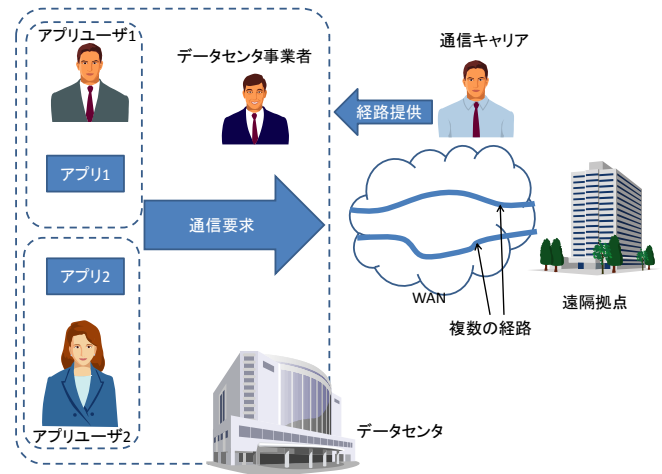 アプリユーザ1
データセンタ事業者
通信キャリア
経路提供
アプリ1
通信要求
アプリ2
WAN
遠隔拠点
複数の経路
アプリユーザ2
データセンタ